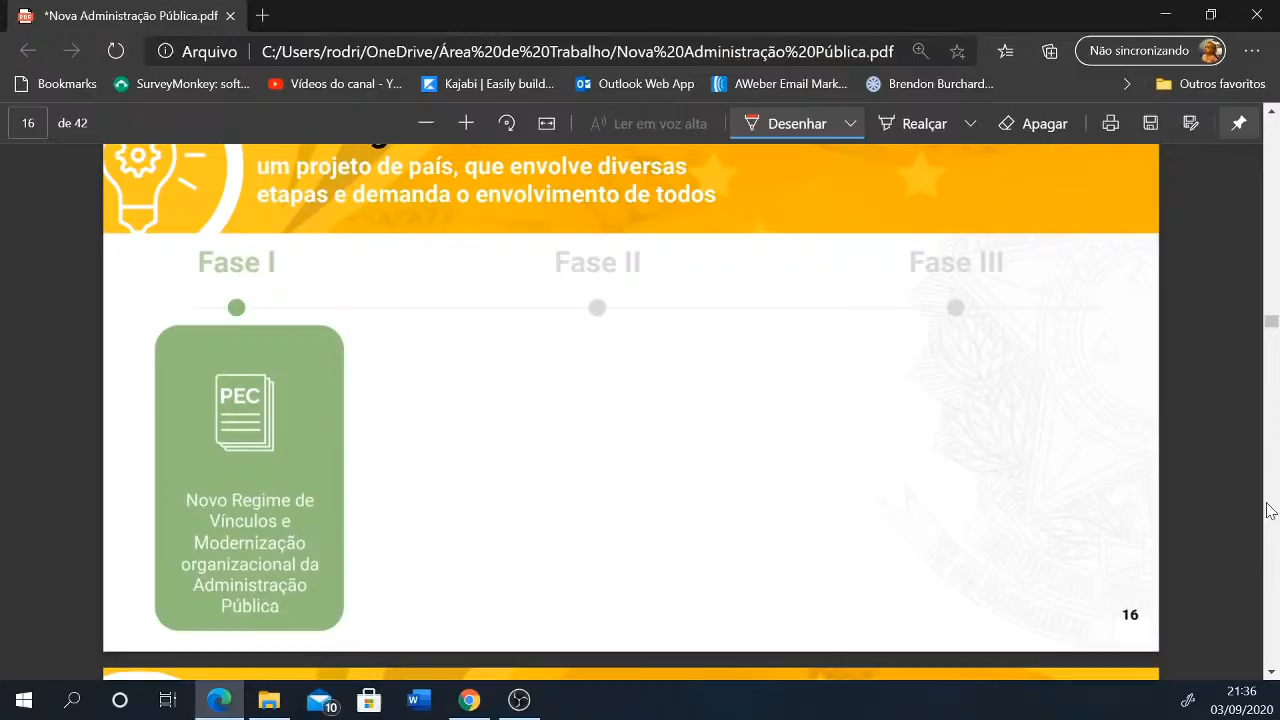 *Nova Administração Pública.pdf
Arquivo C:/Users/rodri/OneDrive/Área%20de%20Trabalho/Nova%20Administração%20Pública.pdf Não sincronizando
Bookmarks SurveyMonkey: soft... Vídeos do canal - Y... Kajabi | Easily build... Outlook Web App AWeber Email Mark... Brendon Burchard... Outros favoritos
16 de 42 Ler em voz alta Desenhar Realçar Apagar
um projeto de país, que envolve diversas
etapas e demanda o envolvimento de todos
Fase I Fase II Fase III
PEC
Novo Regime de
Vínculos e
Modernização
organizacional da
Administração
Pública
16
10
21:36
03/09/2020